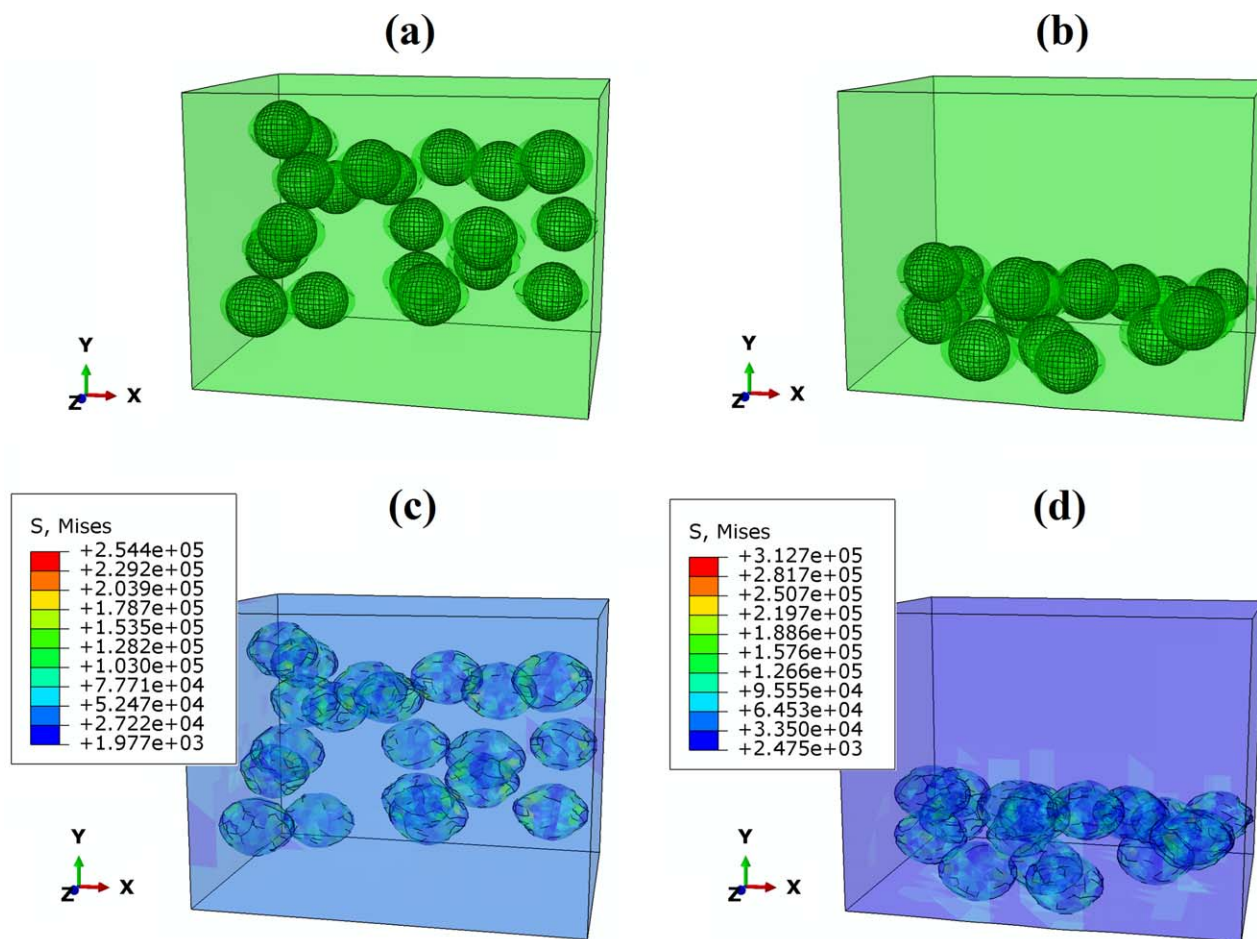 (a)
(b)
Y
Z
X
Y
Z
X
(c)
(d)
S, Mises
+2.544e+05
+2.292e+05
+2.039e+05
+1.787e+05
+1.535e+05
+1.282e+05
+1.030e+05
+7.771e+04
+5.247e+04
+2.722e+04
+1.977e+03
S, Mises
+3.127e+05
+2.817e+05
+2.507e+05
+2.197e+05
+1.886e+05
+1.576e+05
+1.266e+05
+9.555e+04
+6.453e+04
+3.350e+04
+2.475e+03
Y
Z
X
Y
Z
X